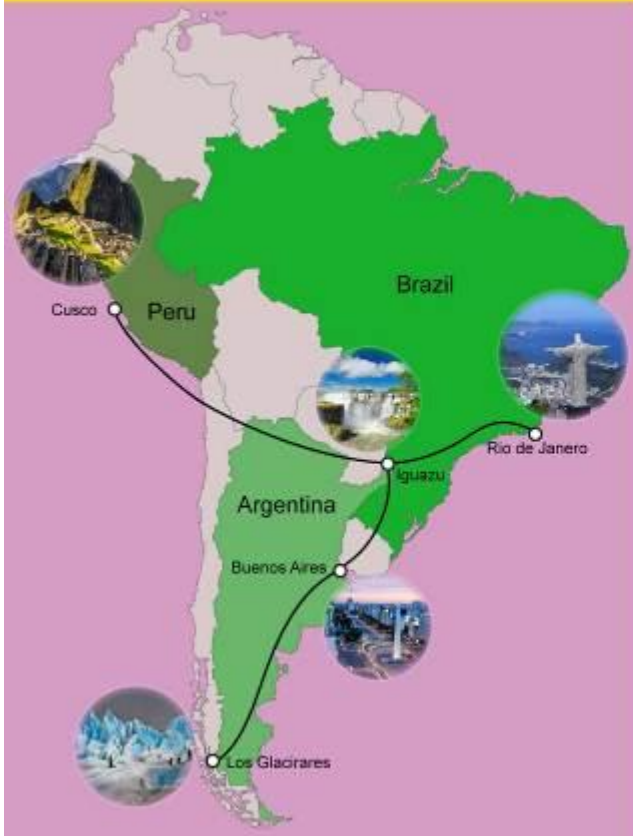 Brazil
Cusco
Peru
Rio de Janero
Iguazu
Argentina
Buenos Aires
Los Glacirares